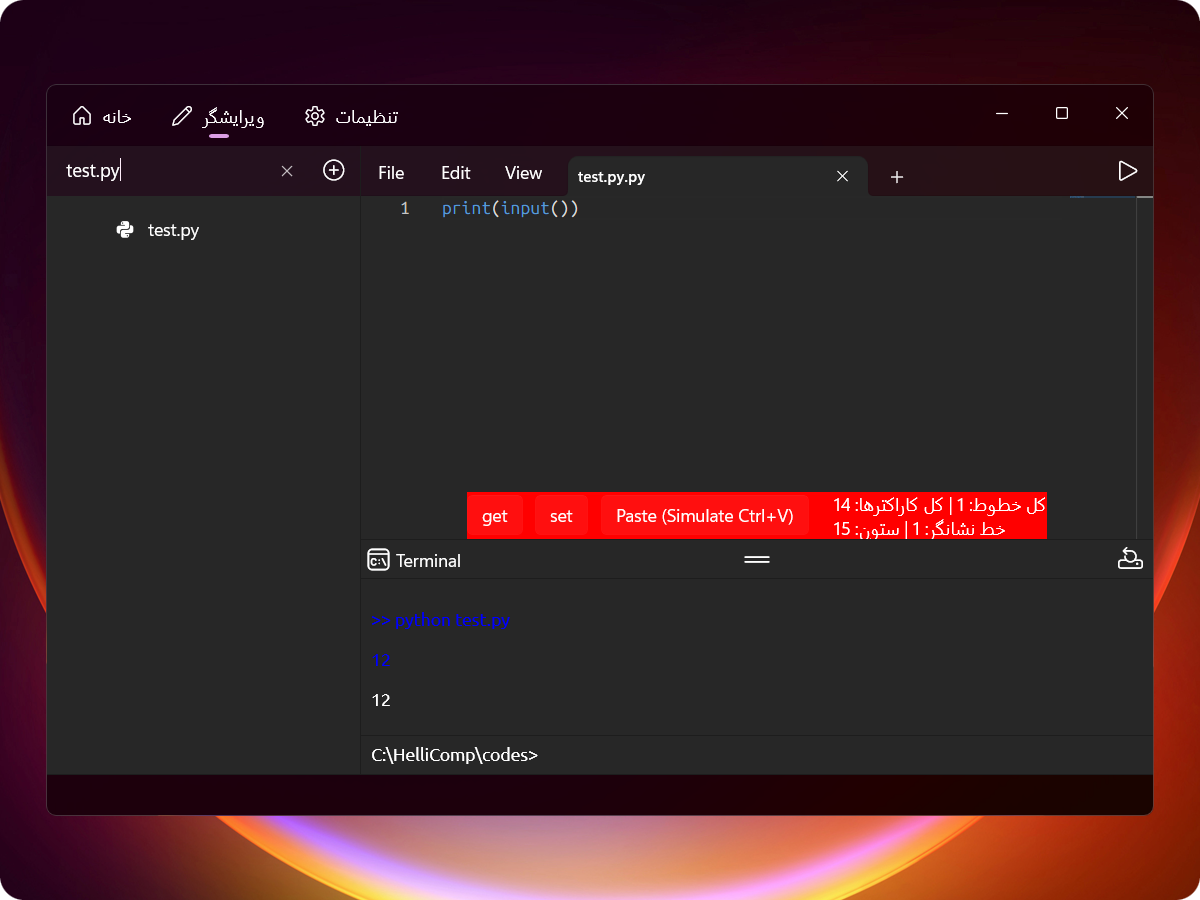 خانه
ویرایشگر
تنظیمات
test.py
File Edit View
test.py.py
test.py
1 print(input())
get
set
Paste (Simulate Ctrl+V)
کل خطوط: 1 | کل کاراکترها: 14
خط نشانگر: 1 | ستون: 15
C:\ Terminal
>> python test.py
12
12
C:\HelliComp\codes>